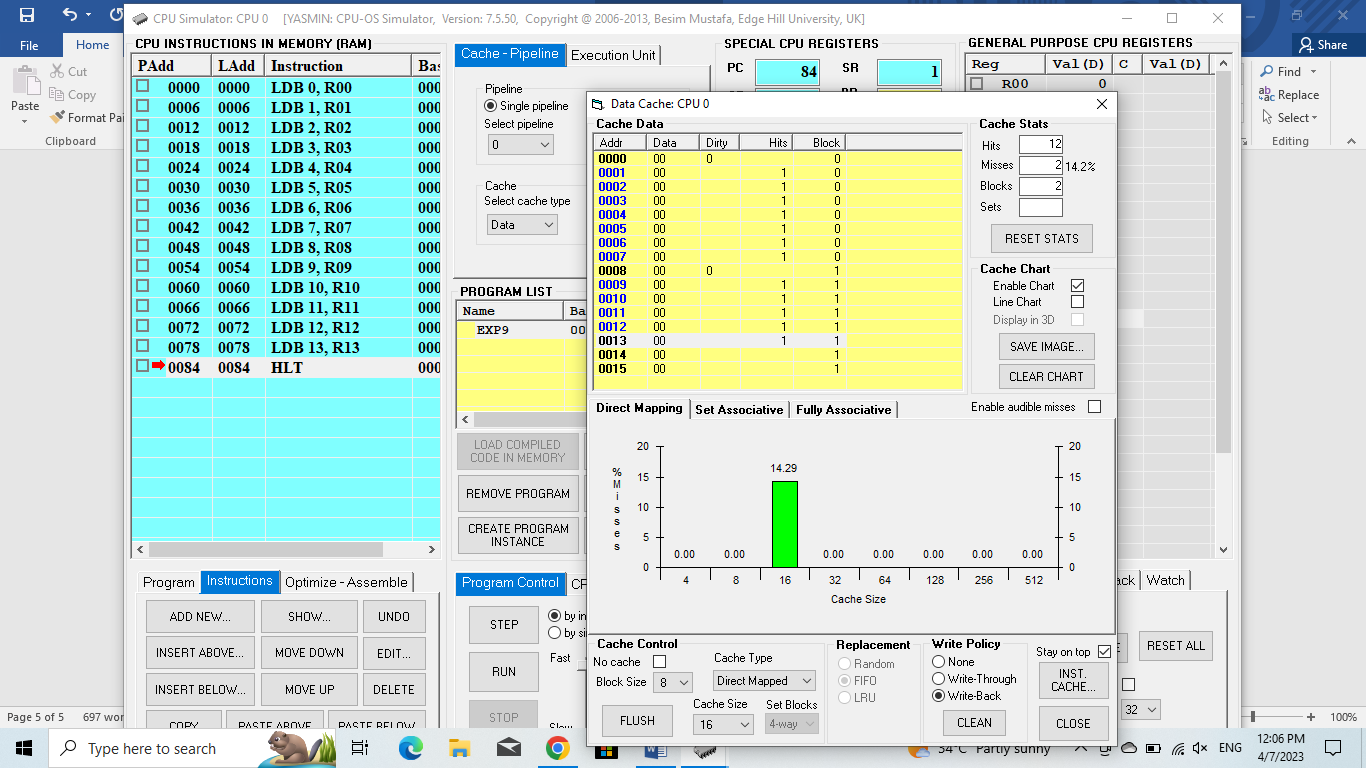 CPU Simulator: CPU 0 [YASMIN: CPU-OS Simulator, Version: 7.5.50, Copyright @ 2006-2013, Besim Mustafa, Edge Hill University, UK]
File
Home
Share
Cut
Copy
Format Pai
Paste
Clipboard
Find
Replace
Select
Editing
CPU INSTRUCTIONS IN MEMORY (RAM)
PAdd LAdd Instruction Bas
0000 0000 LDB 0, R00 000
0006 0006 LDB 1, R01 000
0012 0012 LDB 2, R02 000
0018 0018 LDB 3, R03 000
0024 0024 LDB 4, R04 000
0030 0030 LDB 5, R05 000
0036 0036 LDB 6, R06 000
0042 0042 LDB 7, R07 000
0048 0048 LDB 8, R08 000
0054 0054 LDB 9, R09 000
0060 0060 LDB 10, R10 000
0066 0066 LDB 11, R11 000
0072 0072 LDB 12, R12 000
0078 0078 LDB 13, R13 000
0084 0084 HLT 000
Program Instructions Optimize - Assemble
ADD NEW... SHOW... UNDO
INSERT ABOVE... MOVE DOWN EDIT...
INSERT BELOW... MOVE UP DELETE
COPY PASTE ABOVE PASTE BELOW
Cache - Pipeline Execution Unit
Pipeline
Single pipeline
Select pipeline
0
Cache
Select cache type
Data
PROGRAM LIST
Name Ba
EXP9 00
LOAD COMPILED
CODE IN MEMORY
REMOVE PROGRAM
CREATE PROGRAM
INSTANCE
Program Control CP
STEP
by in
by si
RUN
Fast
STOP
Slow
SPECIAL CPU REGISTERS
PC 84 SR 1
GENERAL PURPOSE CPU REGISTERS
Reg Val(D) C Val(D)
R00 0
Data Cache: CPU 0
Cache Data
Addr Data Dirty Hits Block
0000 00 0 0
0001 00 1 0
0002 00 1 0
0003 00 1 0
0004 00 1 0
0005 00 1 0
0006 00 1 0
0007 00 1 0
0008 00 0 1
0009 00 1 1
0010 00 1 1
0011 00 1 1
0012 00 1 1
0013 00 1 1
0014 00 1
0015 00 1
Cache Stats
Hits 12
Misses 2 14.2%
Blocks 2
Sets
RESET STATS
Cache Chart
Enable Chart
Line Chart
Display in 3D
SAVE IMAGE...
CLEAR CHART
Enable audible misses
Direct Mapping Set Associative Fully Associative
% Misses
20 20
15 15
10 10
5 5
0 0
0.00 0.00 14.29 0.00 0.00 0.00 0.00 0.00
4 8 16 32 64 128 256 512
Cache Size
Cache Control
No cache
Block Size 8
FLUSH
Cache Type
Direct Mapped
Cache Size
16
Set Blocks
4-way
Replacement
Random
FIFO
LRU
Write Policy
None
Write-Through
Write-Back
CLEAN
Stay on top
INST.
CACHE...
CLOSE
ack Watch
RESET ALL
32
Page 5 of 5 697 wor
100%
Type here to search
34°C Partly sunny
ENG
12:06 PM
4/7/2023